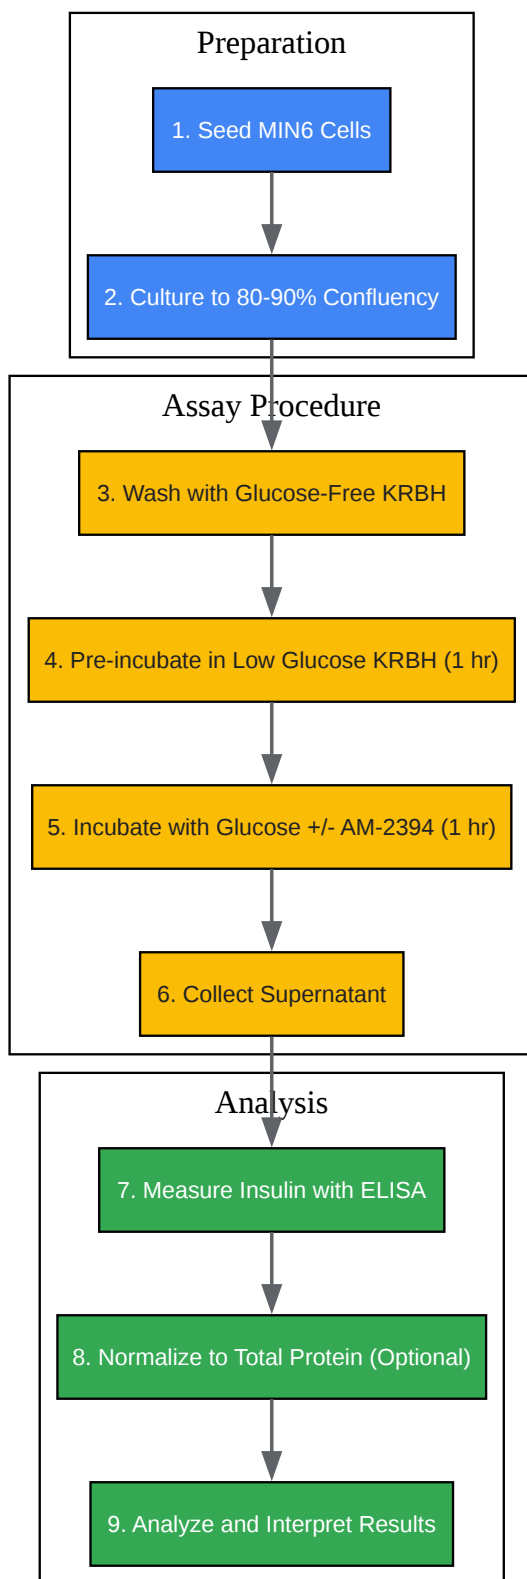 Preparation
1. Seed MIN6 Cells
2. Culture to 80-90% Confluency
Assay Procedure
3. Wash with Glucose-Free KRBH
4. Pre-incubate in Low Glucose KRBH (1 hr)
5. Incubate with Glucose +/- AM-2394 (1 hr)
6. Collect Supernatant
Analysis
7. Measure Insulin with ELISA
8. Normalize to Total Protein (Optional)
9. Analyze and Interpret Results